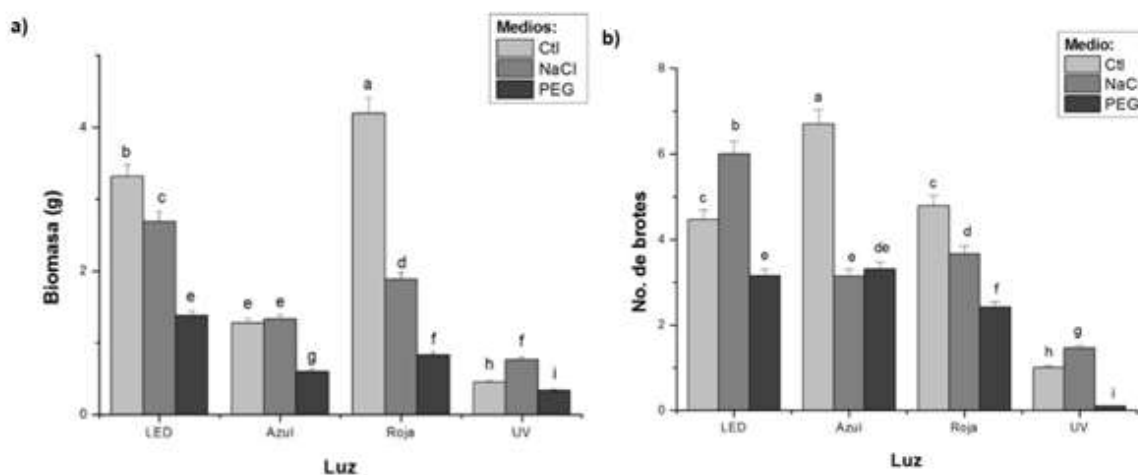 a)
Medios:
Ctl
NaCl
PEG
Biomasa (g)
4
2
0
b c e
e e g
a d f
h f i
LED Azul Roja UV
Luz
b)
Medio:
Ctl
NaC
PEG
No. de brotes
8
6
4
2
0
c b e
a e de
c d f
h g i
LED Azul Roja UV
Luz